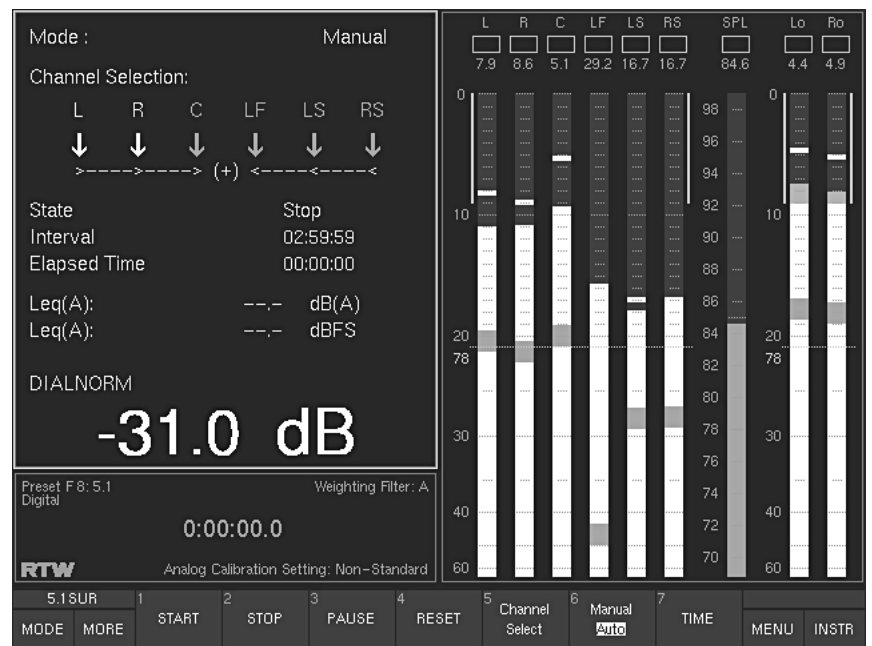 Mode : Manual
Channel Selection:
L R C LF LS RS
>---->----> (+) <----<----<
State Stop
Interval 02:59:59
Elapsed Time 00:00:00
Leq(A): --.- dB(A)
Leq(A): --.- dBFS
DIALNORM
-31.0 dB
Preset F 8: 5.1 Weighting Filter: A
Digital
0:00:00.0
RTW Analog Calibration Setting: Non-Standard
L R C LF LS RS SPL Lo Ro
7.9 8.6 5.1 29.2 16.7 16.7 84.6 4.4 4.9
0 0
98
96
94
92
10 10
90
88
86
84
20 20
78 78
82
80
78
30 30
76
74
40 40
72
70
60 60
5.1SUR
MODE MORE
1 START
2 STOP
3 PAUSE
4 RESET
5 Channel
Select
6 Manual
Auto
7 TIME
MENU INSTR